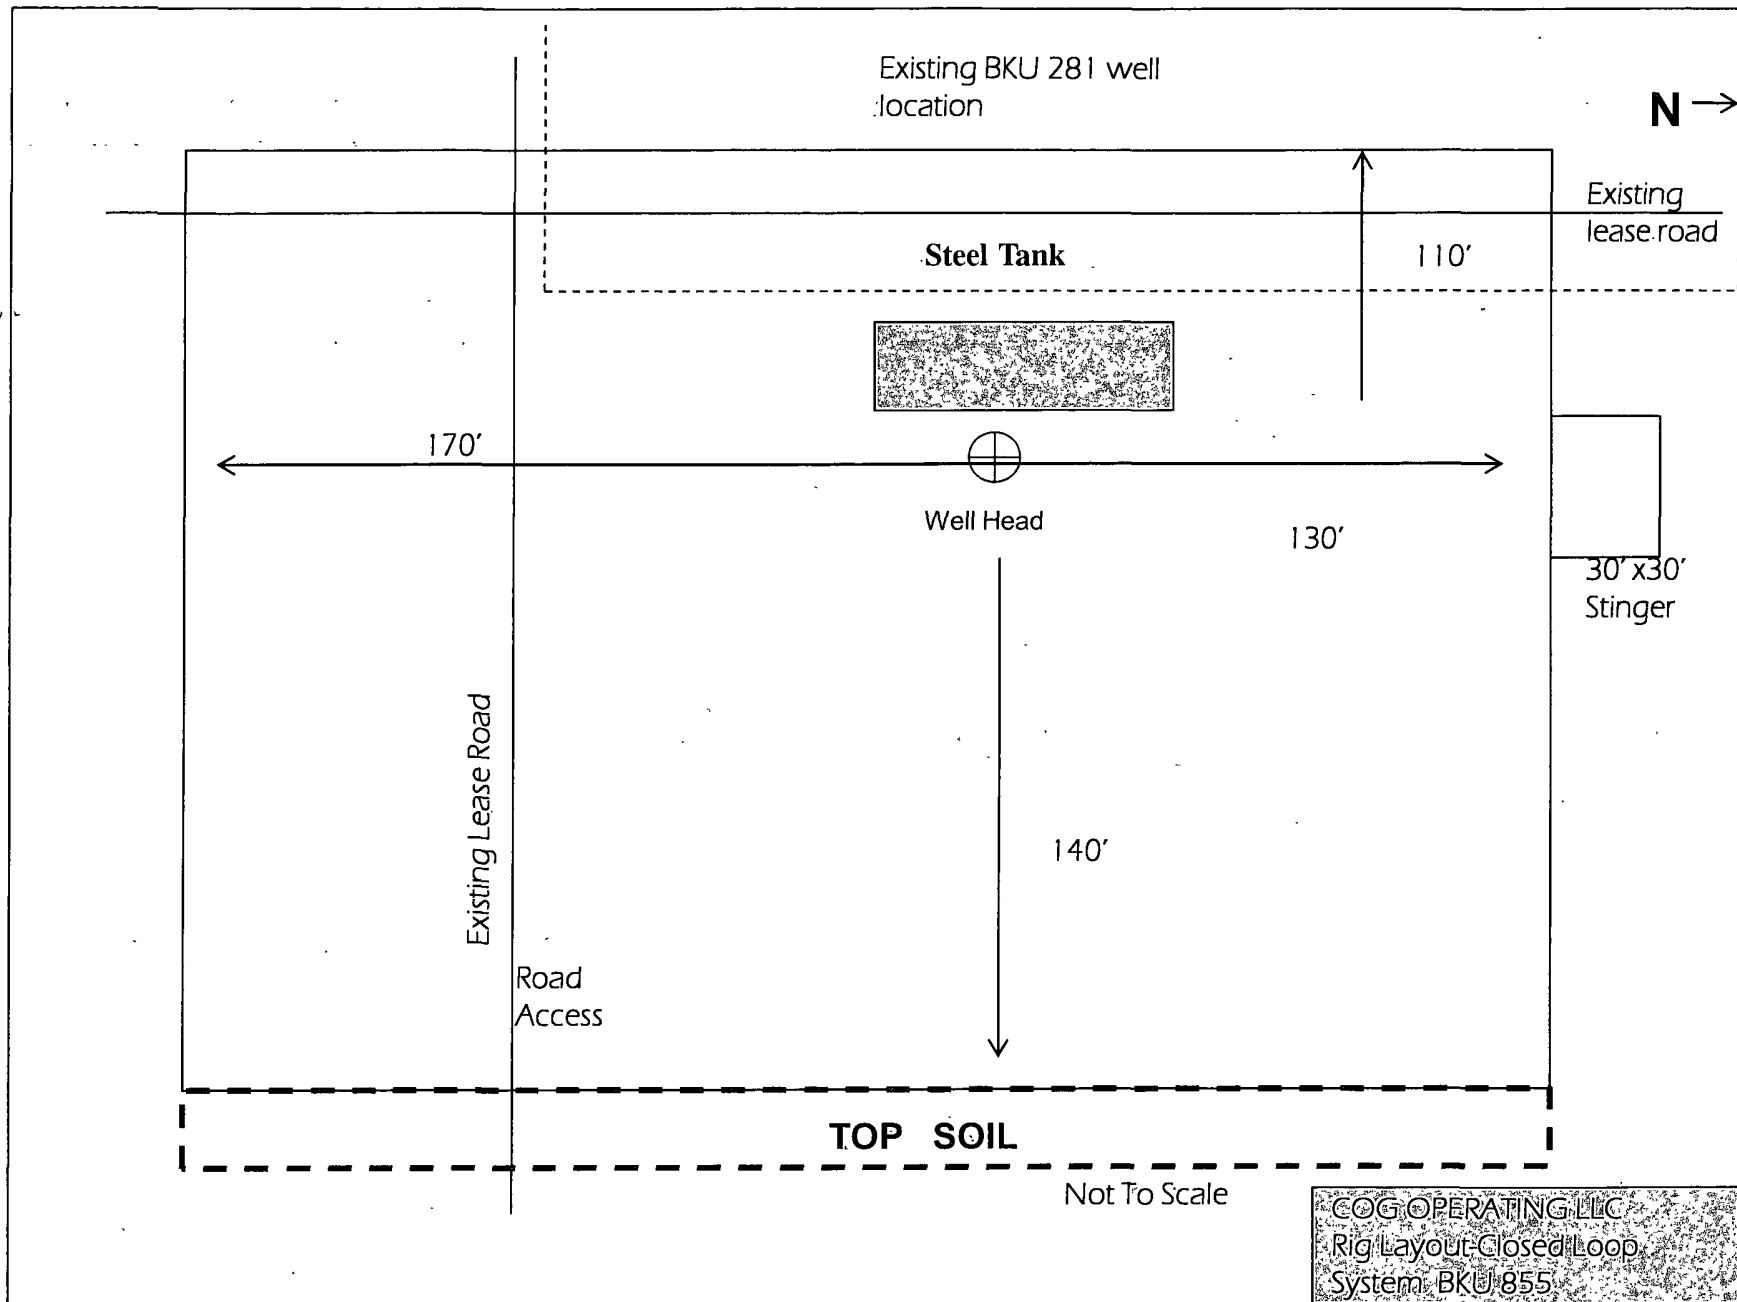 Existing BKU 281 well
location
N
Existing
lease road
Steel Tank
110′
170′
Well Head
130′
30′x30′
Stinger
Existing Lease Road
140′
Road
Access
TOP SOIL
Not To Scale
COG OPERATING LLC
Rig Layout-Closed Loop
System BKU 855